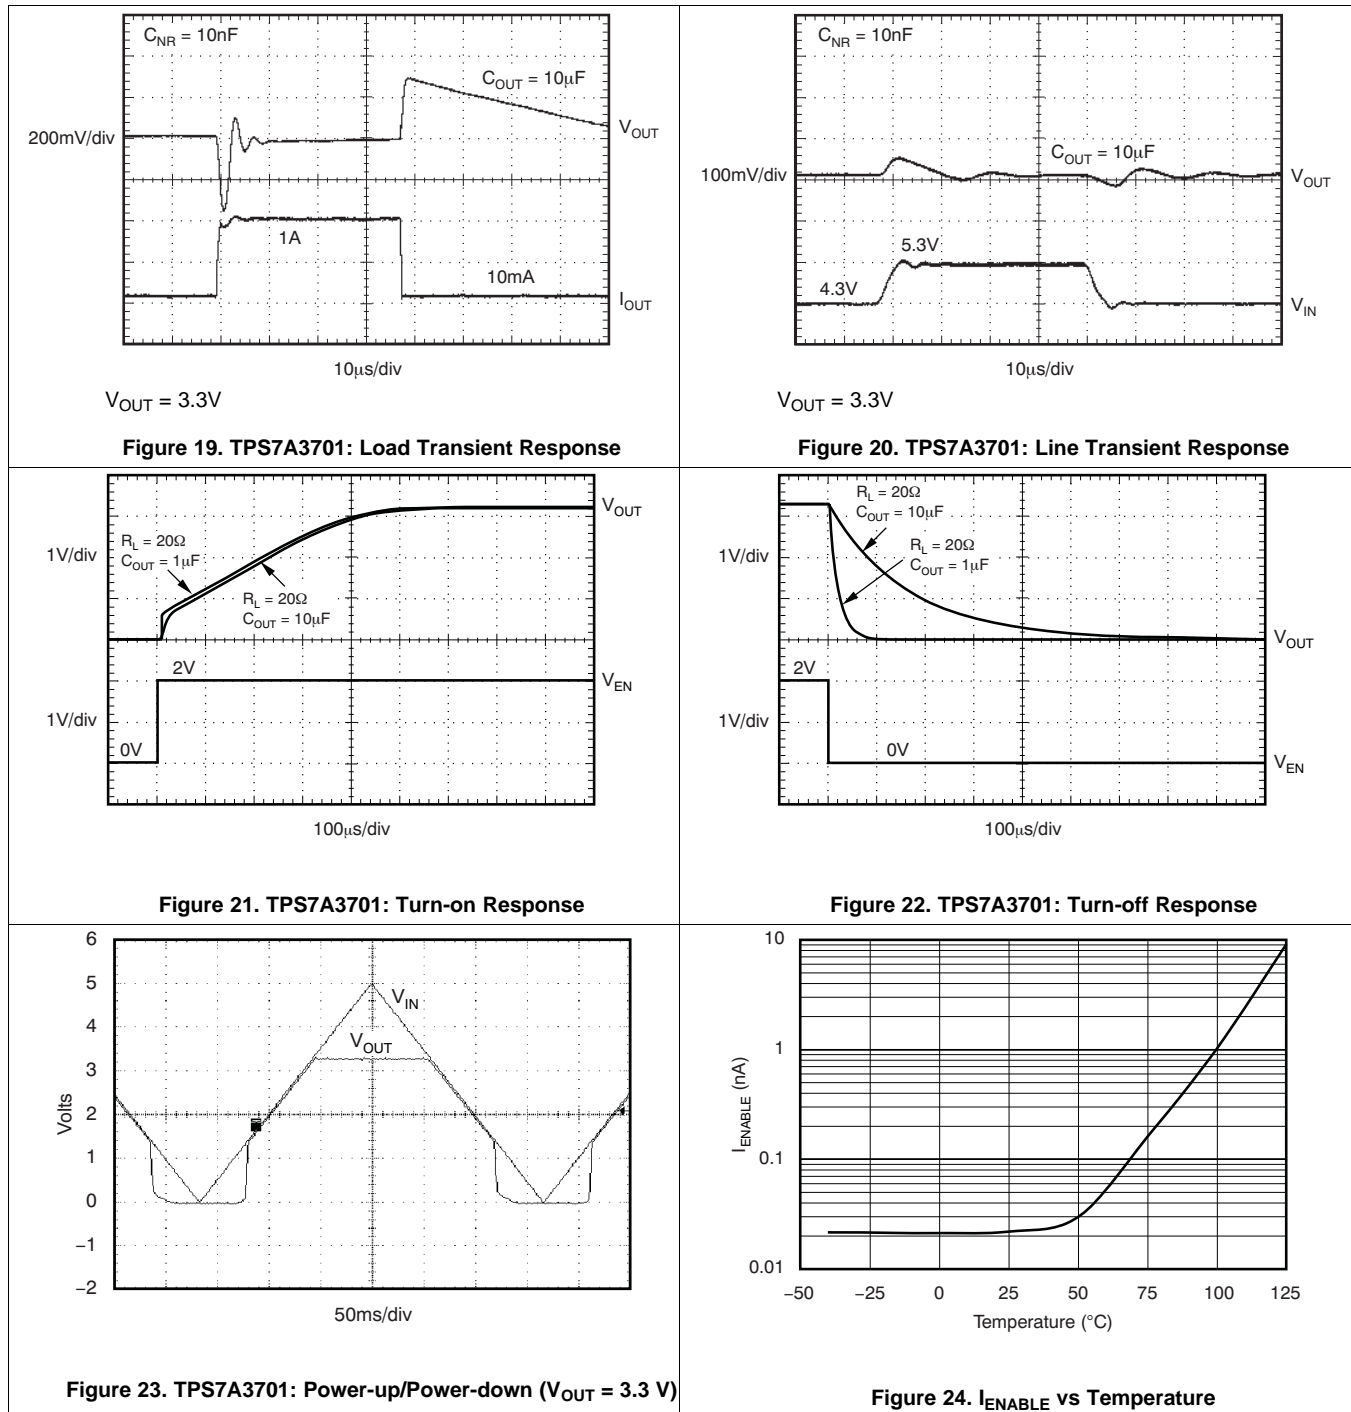 C_NR = 10nF
C_OUT = 10µF
200mV/div
V_OUT
1A
10mA
I_OUT
10µs/div
V_OUT = 3.3V
Figure 19. TPS7A3701: Load Transient Response
C_NR = 10nF
C_OUT = 10µF
100mV/div
V_OUT
5.3V
4.3V
V_IN
10µs/div
V_OUT = 3.3V
Figure 20. TPS7A3701: Line Transient Response
V_OUT
1V/div
R_L = 20Ω
C_OUT = 1µF
R_L = 20Ω
C_OUT = 10µF
2V
V_EN
1V/div
0V
100µs/div
Figure 21. TPS7A3701: Turn-on Response
R_L = 20Ω
C_OUT = 10µF
R_L = 20Ω
C_OUT = 1µF
1V/div
V_OUT
2V
1V/div
0V
V_EN
100µs/div
Figure 22. TPS7A3701: Turn-off Response
6
5
4
3
2
1
0
−1
−2
Volts
V_IN
V_OUT
50ms/div
Figure 23. TPS7A3701: Power-up/Power-down (V_OUT = 3.3 V)
10
1
0.1
0.01
I_ENABLE (nA)
−50 −25 0 25 50 75 100 125
Temperature (°C)
Figure 24. I_ENABLE vs Temperature